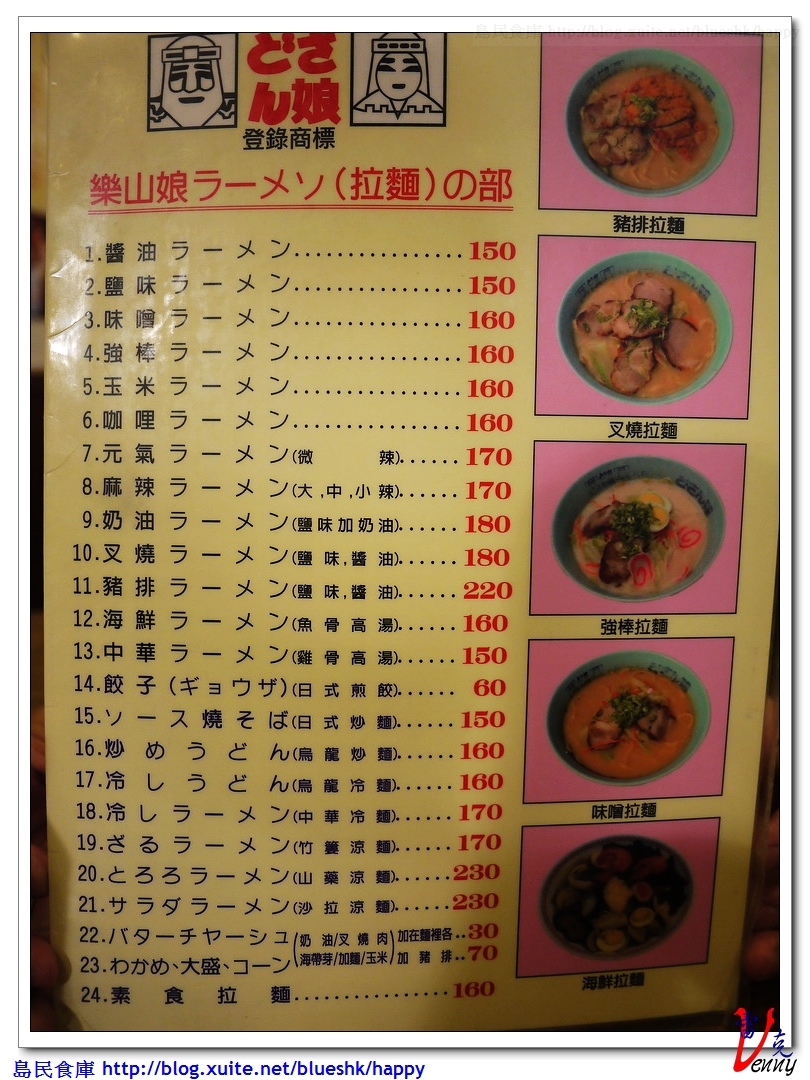 島民食庫 http://blog.xuite.net/blueshk/happy
どさん娘
登錄商標
樂山娘ラーメソ(拉麵)の部
1.醬油ラーメン................150
2.鹽味ラーメン................150
3.味噌ラーメン................160
4.強棒ラーメン................160
5.玉米ラーメン................160
6.咖哩ラーメン................160
7.元氣ラーメン(微辣)......170
8.麻辣ラーメン(大,中,小辣)......170
9.奶油ラーメン(鹽味加奶油)......180
10.叉燒ラーメン(鹽味,醬油)......180
11.豬排ラーメン(鹽味,醬油)......220
12.海鮮ラーメン(魚骨高湯)......160
13.中華ラーメン(雞骨高湯)......150
14.餃子(ギョウザ)(日式煎餃)......60
15.ソース燒そば(日式炒麵)......150
16.炒めうどん(烏龍炒麵)......160
17.冷しうどん(烏龍冷麵)......160
18.冷しラーメン(中華冷麵)......170
19.ざるラーメン(竹簍涼麵)......170
20.とろろラーメン(山藥涼麵)......230
21.サラダラーメン(沙拉涼麵)......230
22.バターチヤーシュ(奶油/叉燒肉)加在麵裡各..30
23.わかめ、大盛、コーン(海帶芽/加麵/玉米)加豬排..70
24.素食拉麵................160
豬排拉麵
叉燒拉麵
強棒拉麵
味噌拉麵
海鮮拉麵
島民食庫 http://blog.xuite.net/blueshk/happy
雷克
Venny